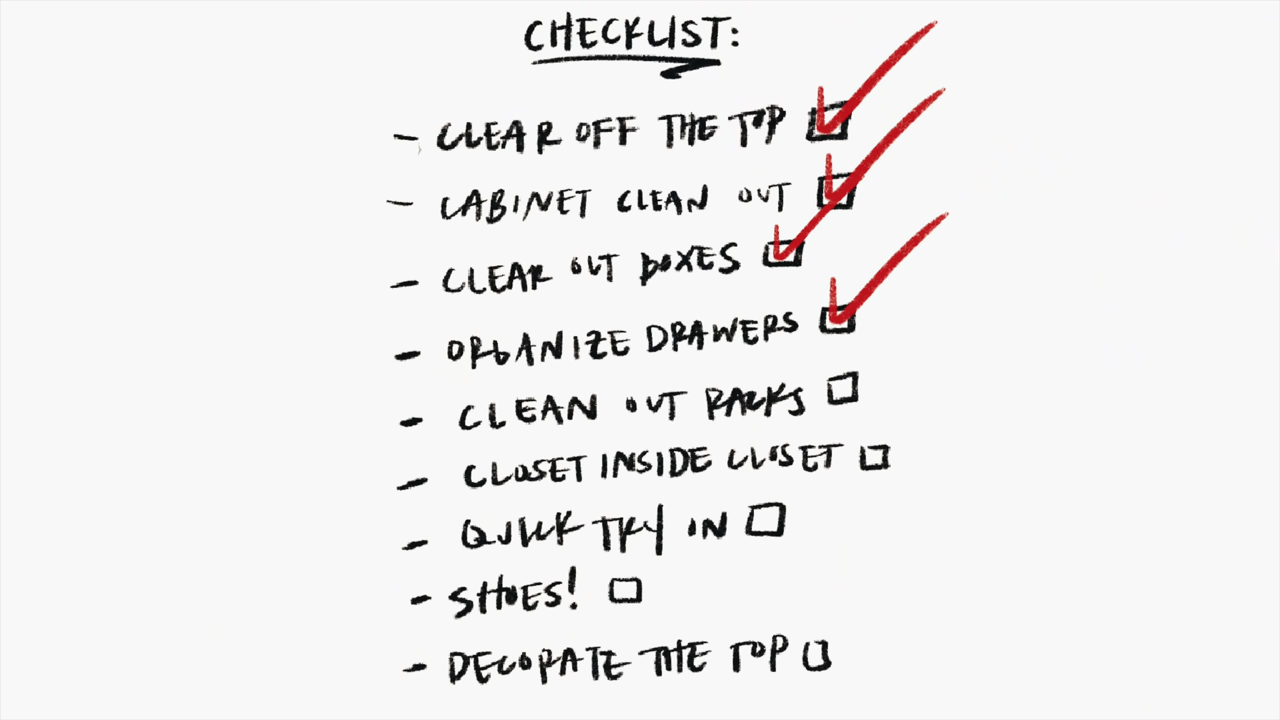 CHECKLIST:
- CLEAR OFF THE TOP
- CABINET CLEAN OUT
- CLEAR OUT BOXES
- ORGANIZE DRAWERS
- CLEAN OUT RACKS
- CLOSET INSIDE CLOSET
- QUICK TRY IN
- SHOES!
- DECORATE THE TOP